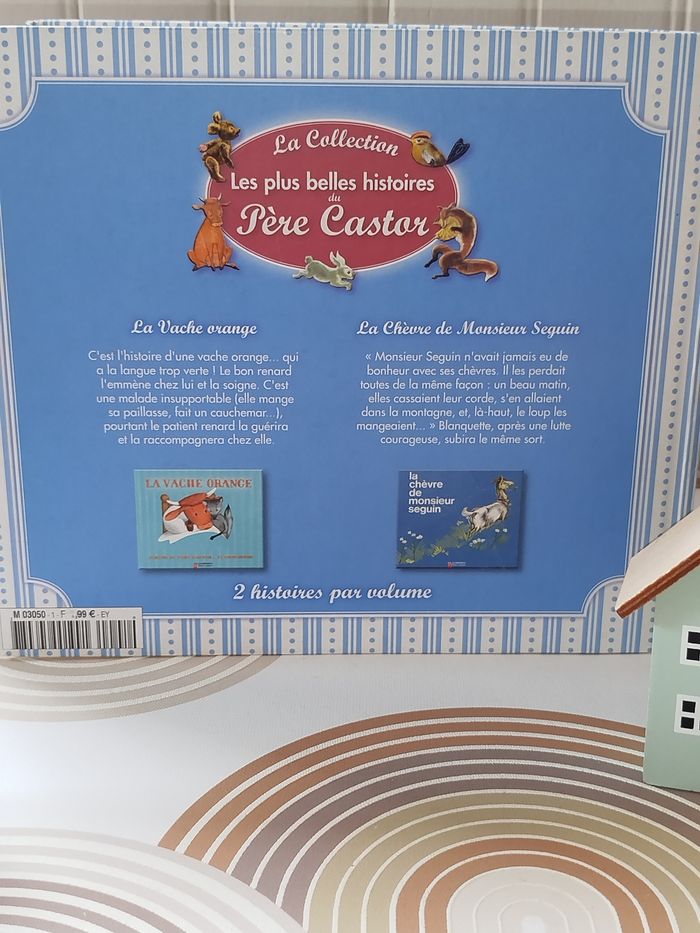 La Collection
Les plus belles histoires
du
Père Castor
La Vache orange
C'est l'histoire d'une vache orange... qui
a la langue trop verte ! Le bon renard
l'emmène chez lui et la soigne. C'est
une malade insupportable (elle mange
sa paillasse, fait un cauchemar...),
pourtant le patient renard la guérira
et la raccompagnera chez elle.
LA VACHE ORANGE
La Chèvre de Monsieur Seguin
« Monsieur Seguin n'avait jamais eu de
bonheur avec ses chèvres. Il les perdait
toutes de la même façon : un beau matin,
elles cassaient leur corde, s'en allaient
dans la montagne, et, là-haut, le loup les
mangeaient... » Blanquette, après une lutte
courageuse, subira le même sort.
la
chèvre
de
monsieur
seguin
2 histoires par volume
M 03050 - 1 - F ,99 € - EY